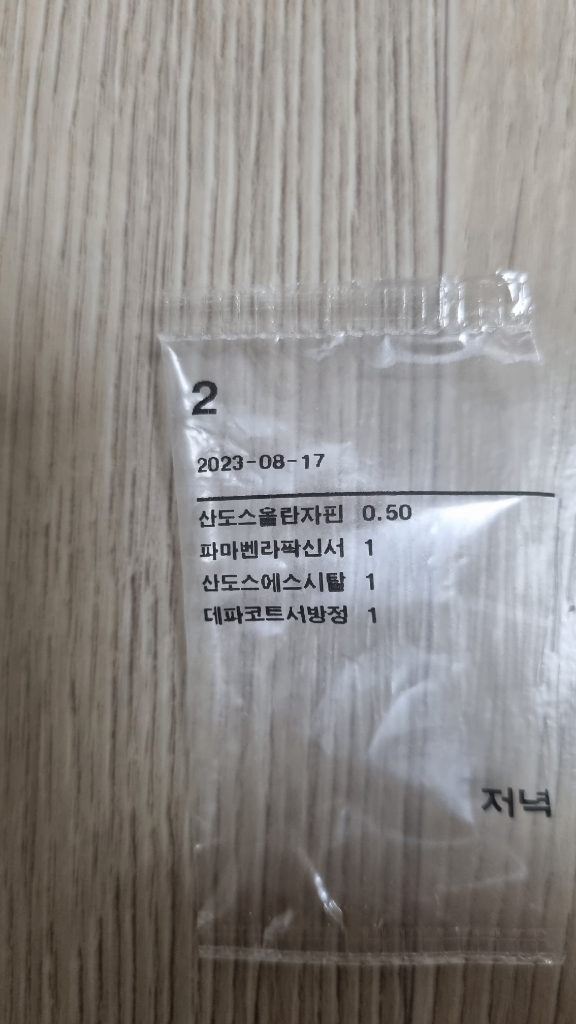 2
2023-08-17
산도스올란자핀 0.50
파마벤라팍신서 1
산도스에스시탈 1
데파코트서방정 1
저녁